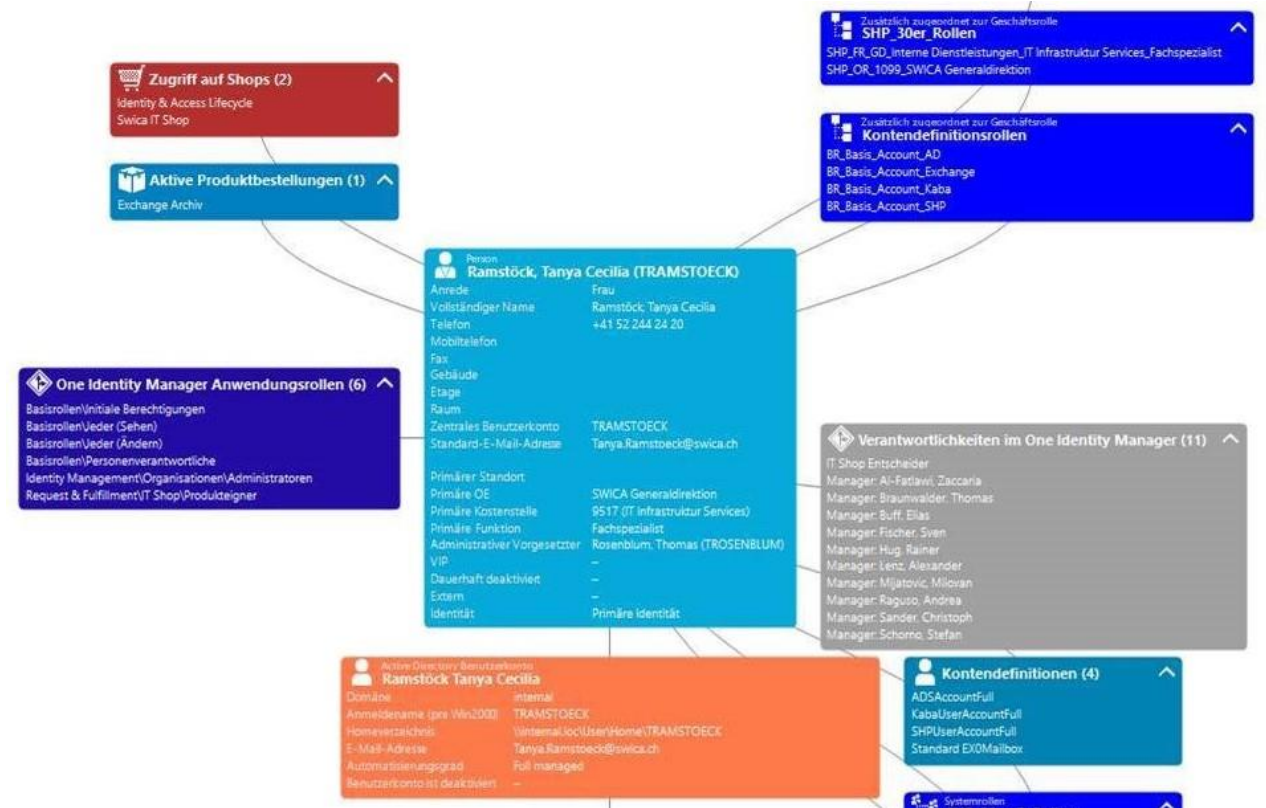 Zusätzlich zugeordnet zur Geschäftsrolle
SHP_30er_Rollen
SHP_FR_GD_Interne Dienstleistungen_IT Infrastruktur Services_Fachspezialist
SHP_OR_1099_SWICA Generaldirektion
Zugriff auf Shops (2)
Identity & Access Lifecycle
Swica IT Shop
Zusätzlich zugeordnet zur Geschäftsrolle
Kontendefinitionsrollen
BR_Basis_Account_AD
BR_Basis_Account_Exchange
BR_Basis_Account_Kaba
BR_Basis_Account_SHP
Aktive Produktbestellungen (1)
Exchange Archiv
Person
Ramstöck, Tanya Cecilia (TRAMSTOECK)
Anrede Frau
Vollständiger Name Ramstöck, Tanya Cecilia
Telefon +41 52 244 24 20
Mobiltelefon
Fax
Gebäude
Etage
Raum
Zentrales Benutzerkonto TRAMSTOECK
Standard-E-Mail-Adresse Tanya.Ramstoeck@swica.ch
Primärer Standort
Primäre OE SWICA Generaldirektion
Primäre Kostenstelle 9517 (IT Infrastruktur Services)
Primäre Funktion Fachspezialist
Administrativer Vorgesetzter Rosenblum, Thomas (TROSENBLUM)
VIP –
Dauerhaft deaktiviert –
Extern –
Identität Primäre Identität
One Identity Manager Anwendungsrollen (6)
Basisrollen\Initiale Berechtigungen
Basisrollen\Jeder (Sehen)
Basisrollen\Jeder (Ändern)
Basisrollen\Personenverantwortliche
Identity Management\Organisationen\Administratoren
Request & Fulfillment\IT Shop\Produkteigner
Verantwortlichkeiten im One Identity Manager (11)
IT Shop Entscheider
Manager: Al-Fatlawi, Zaccaria
Manager: Braunwalder, Thomas
Manager: Buff, Elias
Manager: Fischer, Sven
Manager: Hug, Rainer
Manager: Lenz, Alexander
Manager: Mijatovic, Milovan
Manager: Raguso, Andrea
Manager: Sander, Christoph
Manager: Schorno, Stefan
Active Directory Benutzerkonto
Ramstöck Tanya Cecilia
Domäne internal
Anmeldename (pre Win2000) TRAMSTOECK
Homeverzeichnis \\internal.loc\User\Home\TRAMSTOECK
E-Mail-Adresse Tanya.Ramstoeck@swica.ch
Automatisierungsgrad Full managed
Benutzerkonto ist deaktiviert –
Kontendefinitionen (4)
ADSAccountFull
KabaUserAccountFull
SHPUserAccountFull
Standard EX0Mailbox
Systemrollen